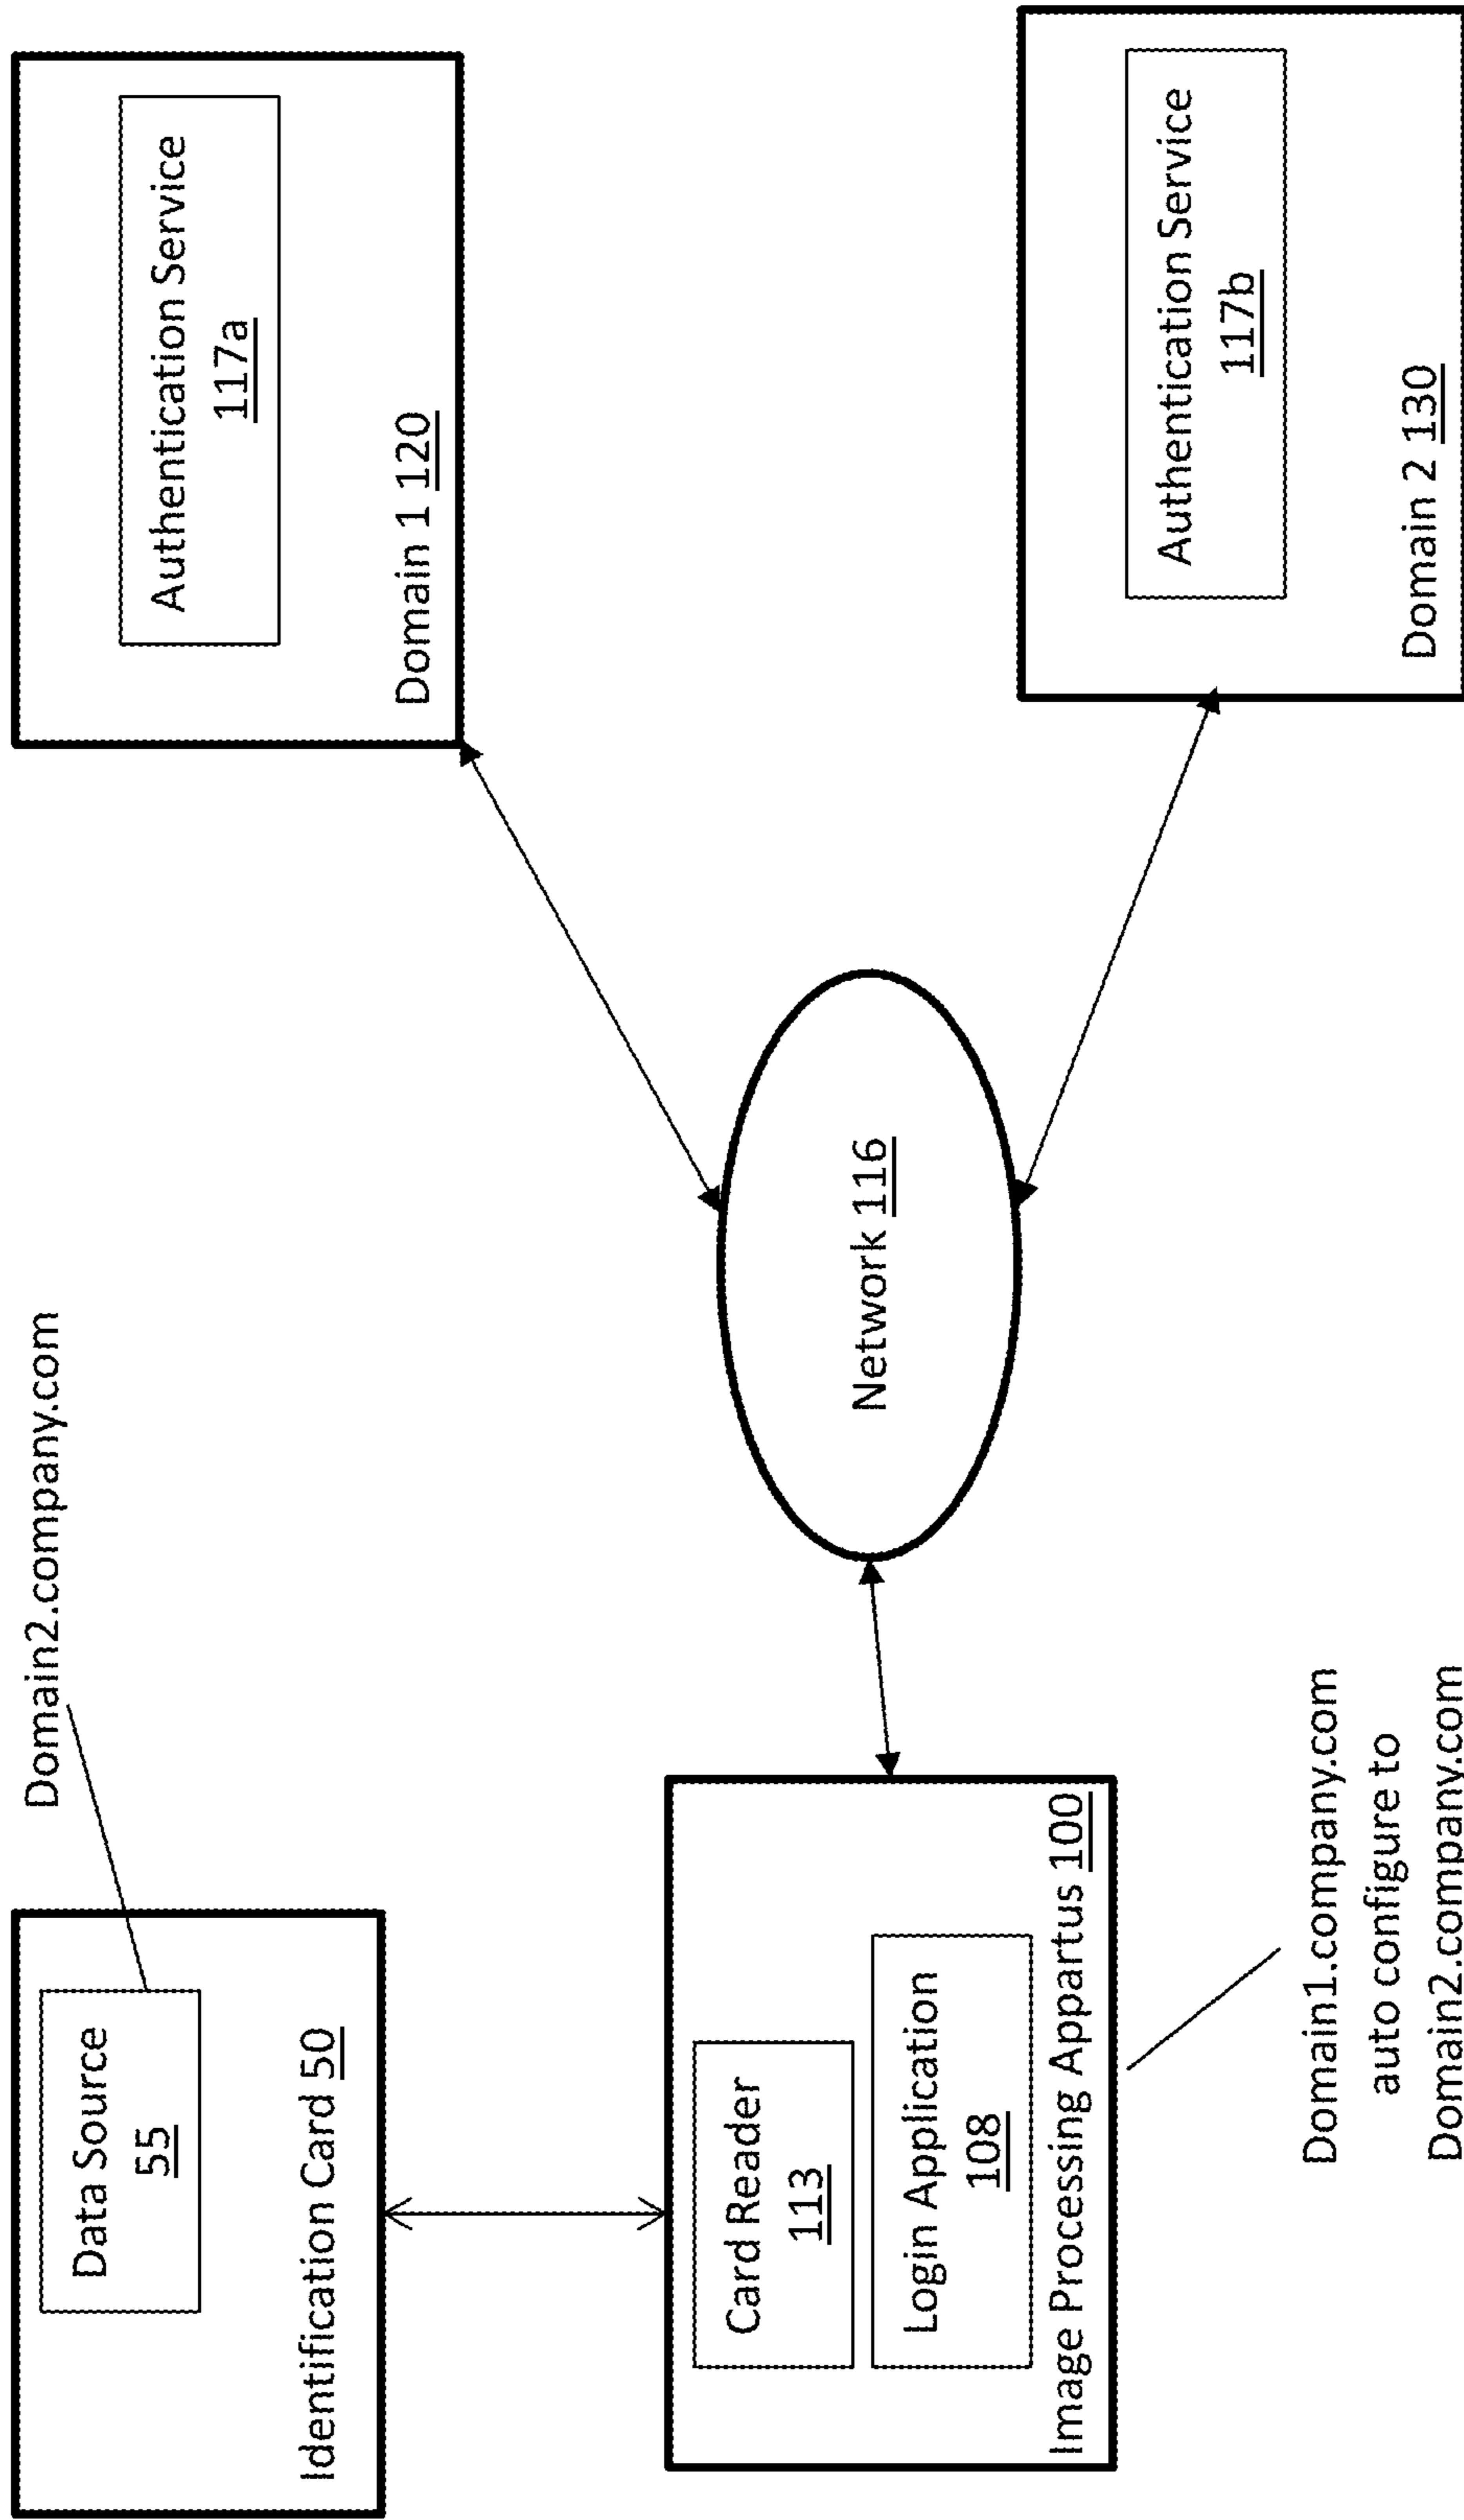 Data Source
55
Identification Card 50
Domain2.company.com
Card Reader
113
Login Application
108
Image Processing Appartus 100
Domain1.company.com
auto configure to
Domain2.company.com
Network 116
Authentication Service
117a
Domain 1 120
Authentication Service
117b
Domain 2 130